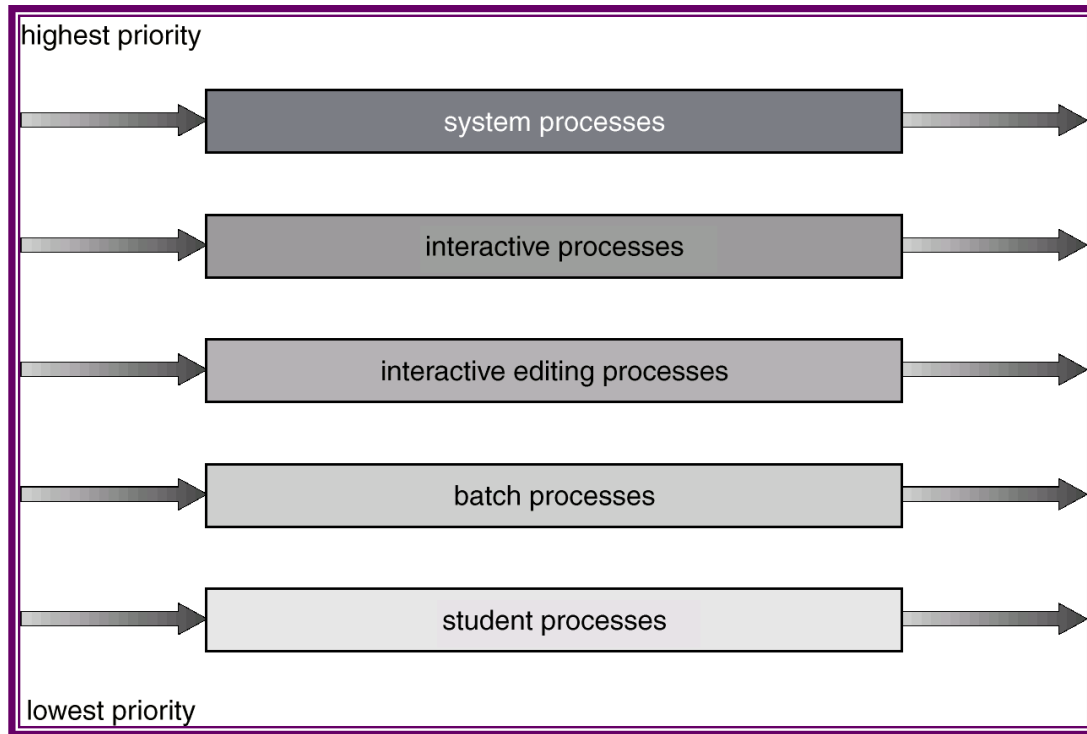 highest priority
system processes
interactive processes
interactive editing processes
batch processes
student processes
lowest priority